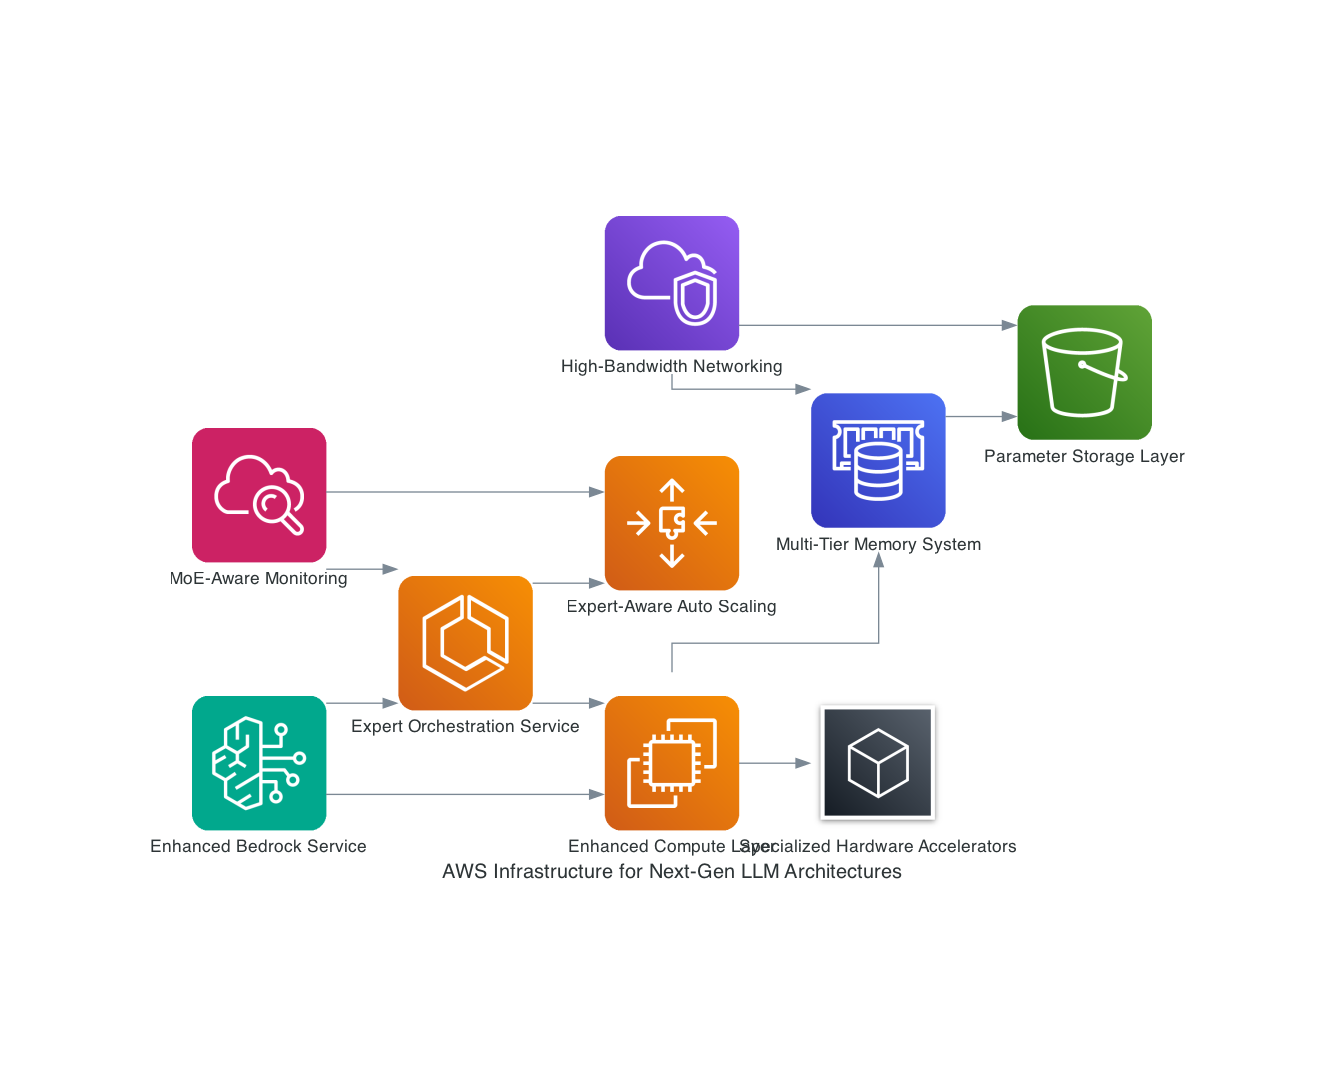 High-Bandwidth Networking
Parameter Storage Layer
Multi-Tier Memory System
MoE-Aware Monitoring
Expert-Aware Auto Scaling
Expert Orchestration Service
Enhanced Bedrock Service
Enhanced Compute Layer
Specialized Hardware Accelerators
AWS Infrastructure for Next-Gen LLM Architectures